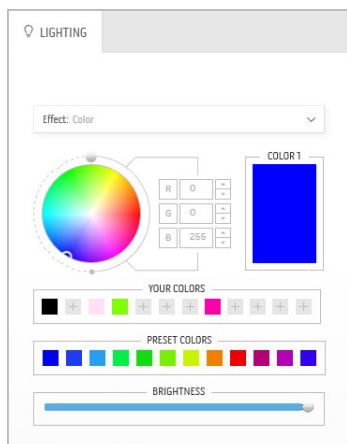 LIGHTING
Effect: Color
COLOR 1
R 0
G 0
B 255
YOUR COLORS
PRESET COLORS
BRIGHTNESS